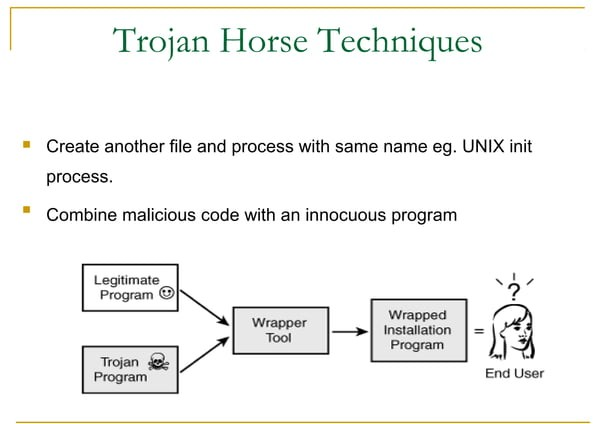 Trojan Horse Techniques
Create another file and process with same name eg. UNIX init
process.
Combine malicious code with an innocuous program
Legitimate
Program
Trojan
Program
Wrapper
Tool
Wrapped
Installation
Program
=
?
End User